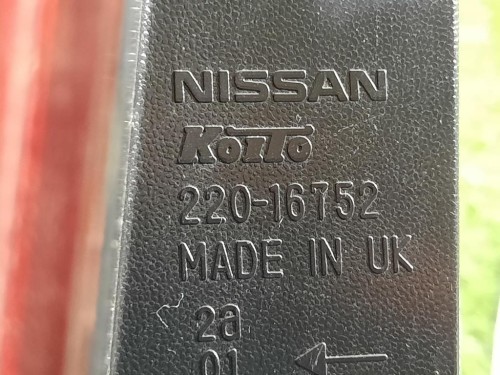 NISSAN
Koito
220-16752
MADE IN UK
2a
01